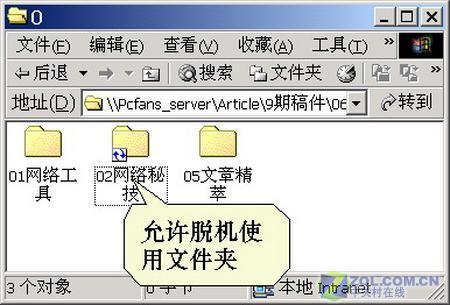 0
文件(F) 编辑(E) 查看(V) 收藏(A) 工具(T) »
后退 搜索 文件夹 »
地址(D) \\Pcfans_server\Article\9期稿件\06 转到
01网络工具
02网络秘技
05文章精萃
允许脱机使
用文件夹
3 个对象 0 字节 本地 Intranet
ZOL.COM.CN
中关村在线